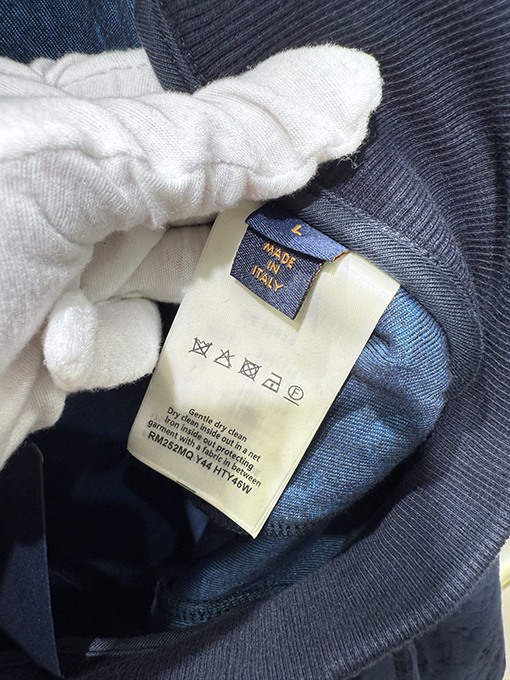 L
MADE
IN
ITALY
F
Gentle dry clean
Dry clean inside out in a net
Iron inside out protecting
garment with a fabric in between
RM252MQ Y44 HTY46W